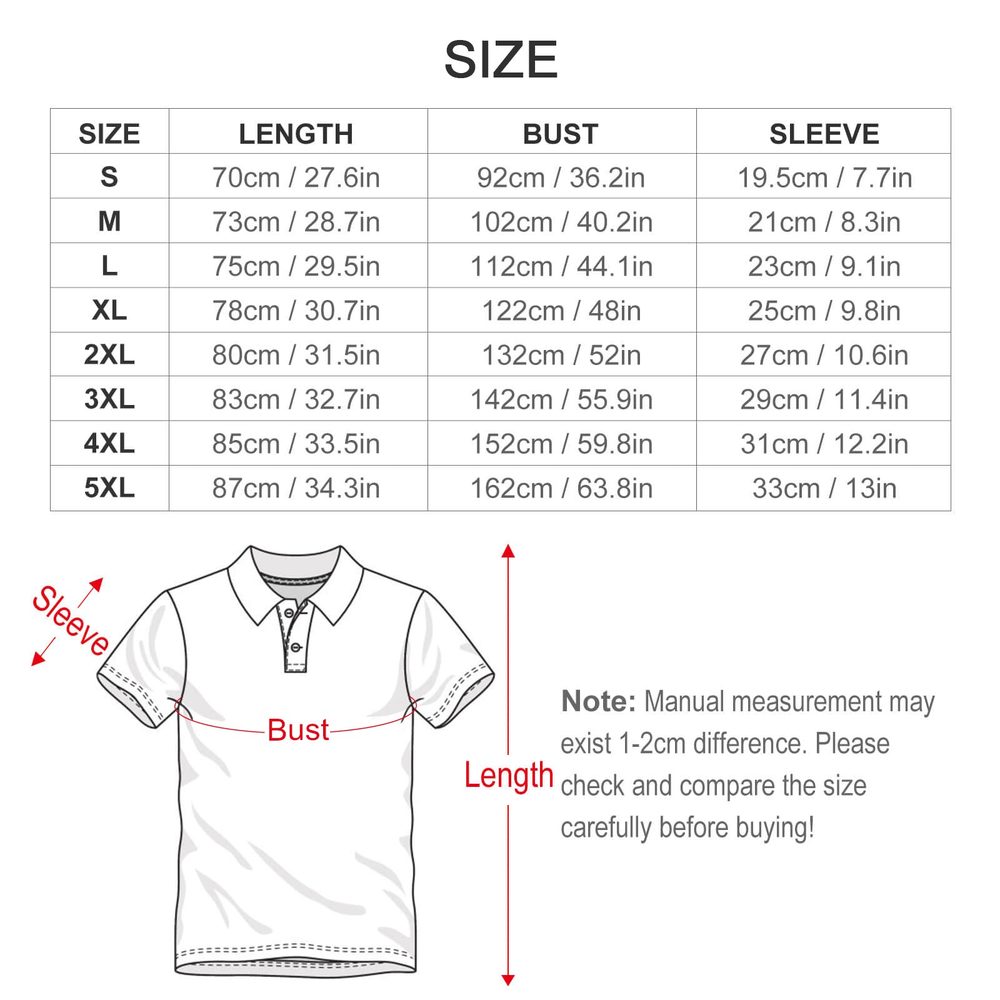 SIZE
SIZE LENGTH BUST SLEEVE
S 70cm / 27.6in 92cm / 36.2in 19.5cm / 7.7in
M 73cm / 28.7in 102cm / 40.2in 21cm / 8.3in
L 75cm / 29.5in 112cm / 44.1in 23cm / 9.1in
XL 78cm / 30.7in 122cm / 48in 25cm / 9.8in
2XL 80cm / 31.5in 132cm / 52in 27cm / 10.6in
3XL 83cm / 32.7in 142cm / 55.9in 29cm / 11.4in
4XL 85cm / 33.5in 152cm / 59.8in 31cm / 12.2in
5XL 87cm / 34.3in 162cm / 63.8in 33cm / 13in
Sleeve
Bust
Length
Note: Manual measurement may
exist 1-2cm difference. Please
check and compare the size
carefully before buying!